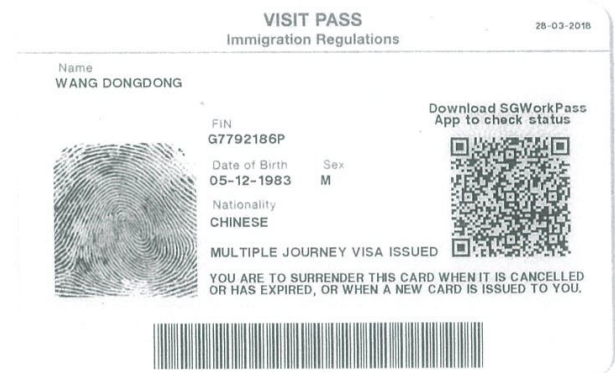 VISIT PASS
28-03-2018
Immigration Regulations
Name
WANG DONGDONG
Download SGWorkPass
App to check status
FIN
G7792186P
Date of Birth Sex
05-12-1983 M
Nationality
CHINESE
MULTIPLE JOURNEY VISA ISSUED
YOU ARE TO SURRENDER THIS CARD WHEN IT IS CANCELLED
OR HAS EXPIRED, OR WHEN A NEW CARD IS ISSUED TO YOU.